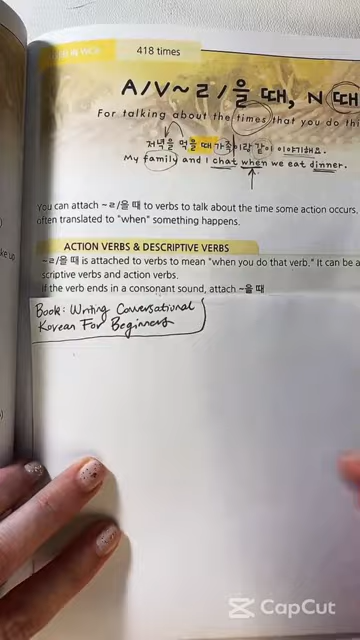 418 times
A/V~ㄹ/을 때, N 때
For talking about the times that you do thi
저녁을 먹을 때 가족이랑 같이 이야기해요.
My family and I chat when we eat dinner.
You can attach ~ㄹ/을 때 to verbs to talk about the time some action occurs.
often translated to "when" something happens.
ACTION VERBS & DESCRIPTIVE VERBS
~ㄹ/을 때 is attached to verbs to mean "when you do that verb." It can be a
scriptive verbs and action verbs.
if the verb ends in a consonant sound, attach ~을 때
Book: Writing Conversational
Korean For Beginners
CapCut